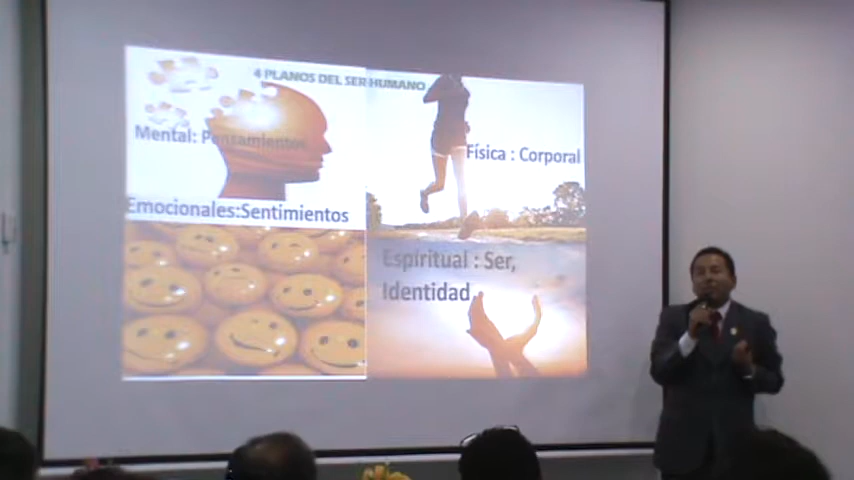 4 PLANOS DEL SER HUMANO
Mental: Pensamientos
Física : Corporal
Emocionales:Sentimientos
Espiritual : Ser,
Identidad